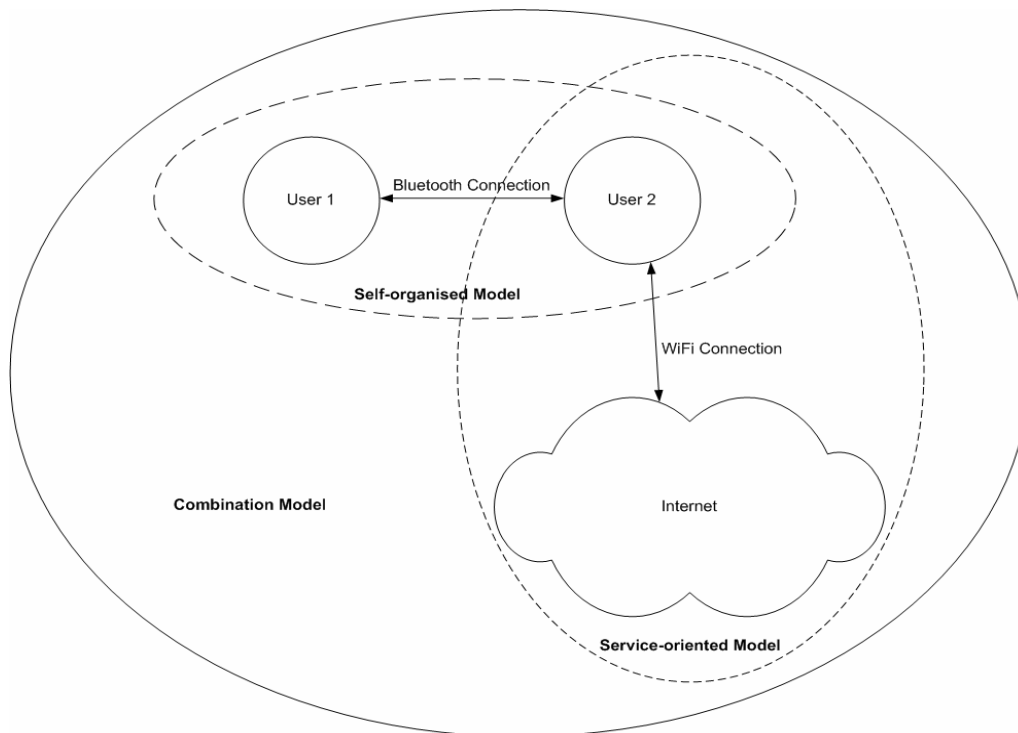 Bluetooth Connection
User 1
User 2
Self-organised Model
WiFi Connection
Combination Model
Internet
Service-oriented Model